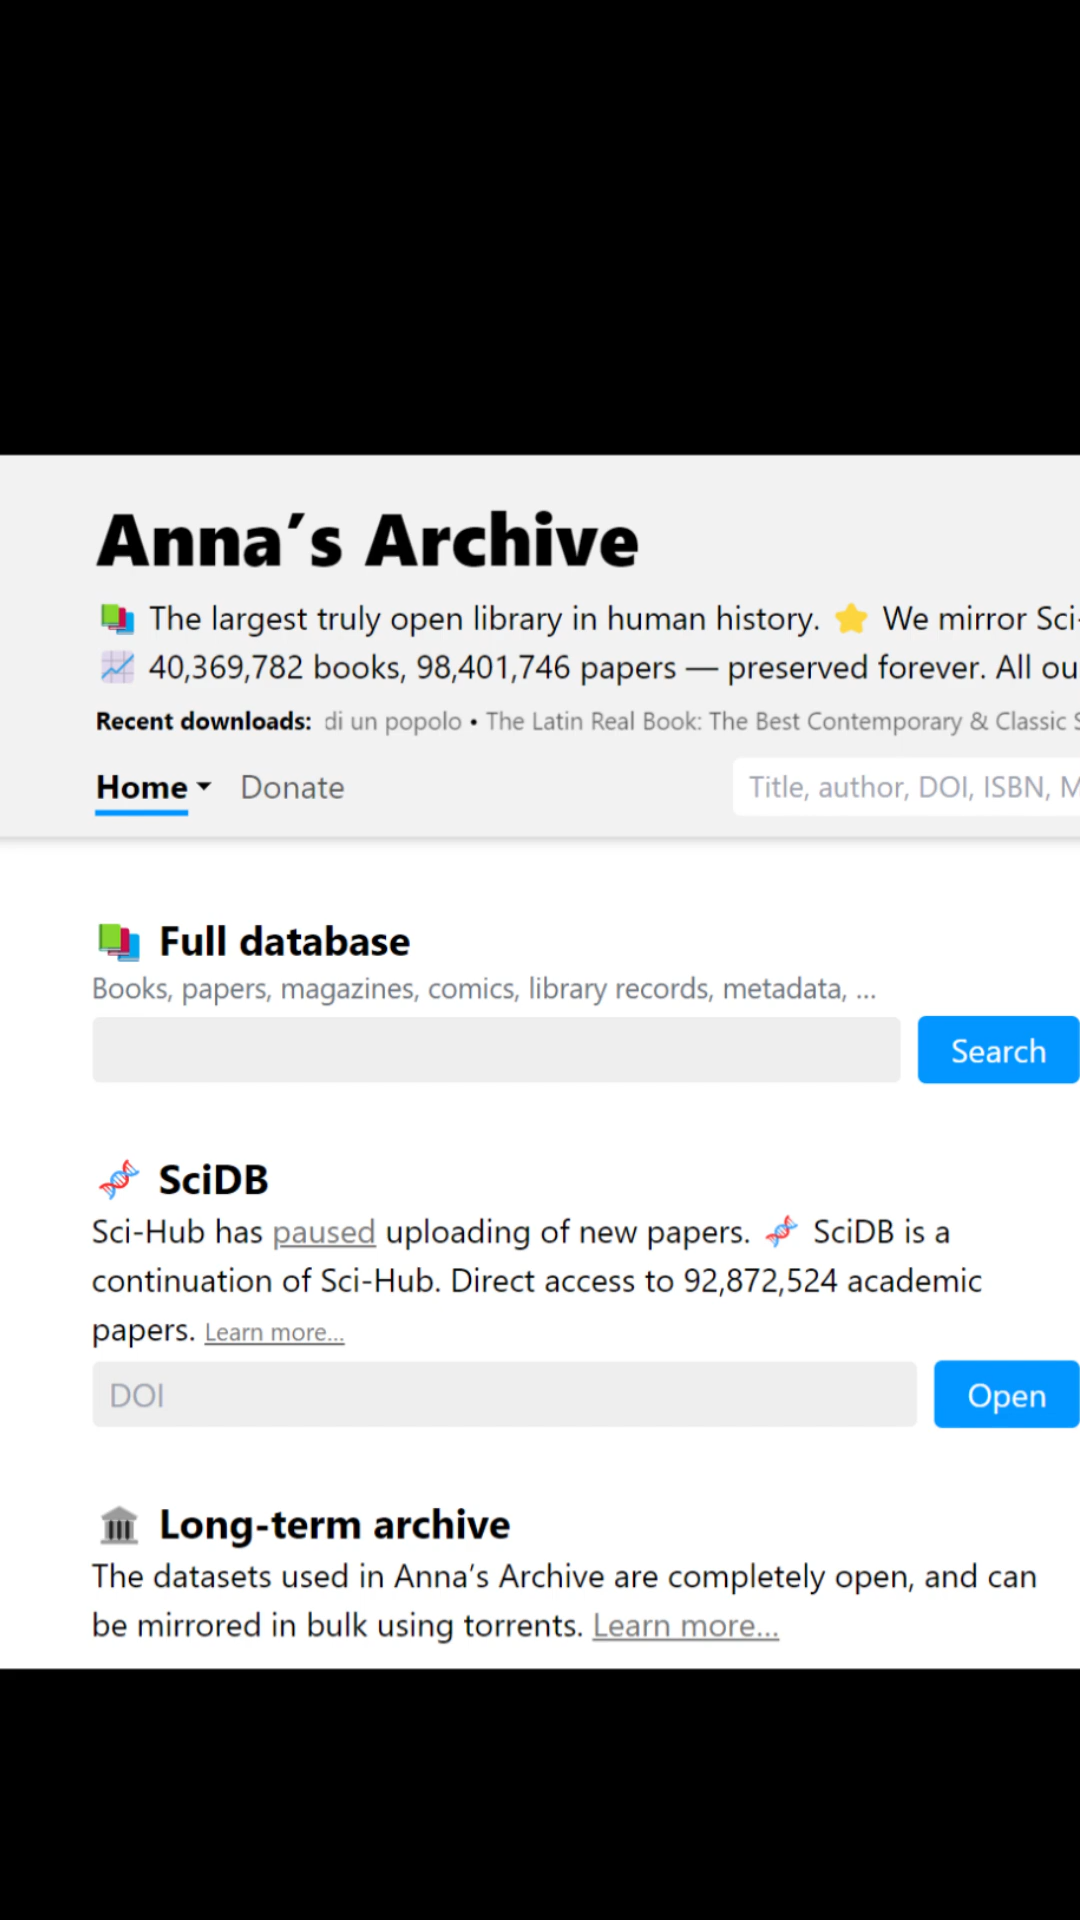 Anna's Archive
The largest truly open library in human history. ⭐ We mirror Sci-
40,369,782 books, 98,401,746 papers — preserved forever. All ou
Recent downloads: di un popolo • The Latin Real Book: The Best Contemporary & Classic S
Home Donate Title, author, DOI, ISBN, M
Full database
Books, papers, magazines, comics, library records, metadata, ...
Search
SciDB
Sci-Hub has paused uploading of new papers. 🧬 SciDB is a
continuation of Sci-Hub. Direct access to 92,872,524 academic
papers. Learn more...
DOI Open
Long-term archive
The datasets used in Anna's Archive are completely open, and can
be mirrored in bulk using torrents. Learn more...